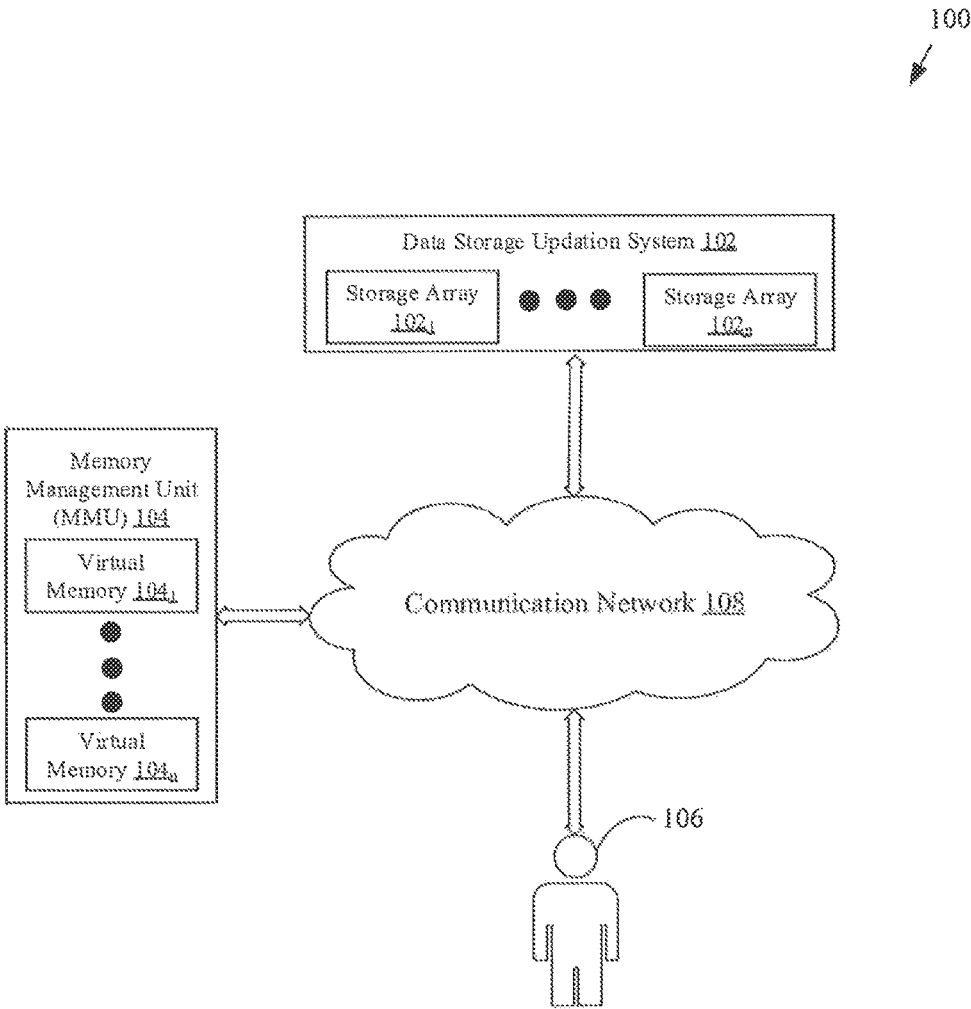 100
Data Storage Updation System 102
Storage Array
102₁
Storage Array
102ₙ
Memory
Management Unit
(MMU) 104
Virtual
Memory 104₁
Virtual
Memory 104ₙ
Communication Network 108
106